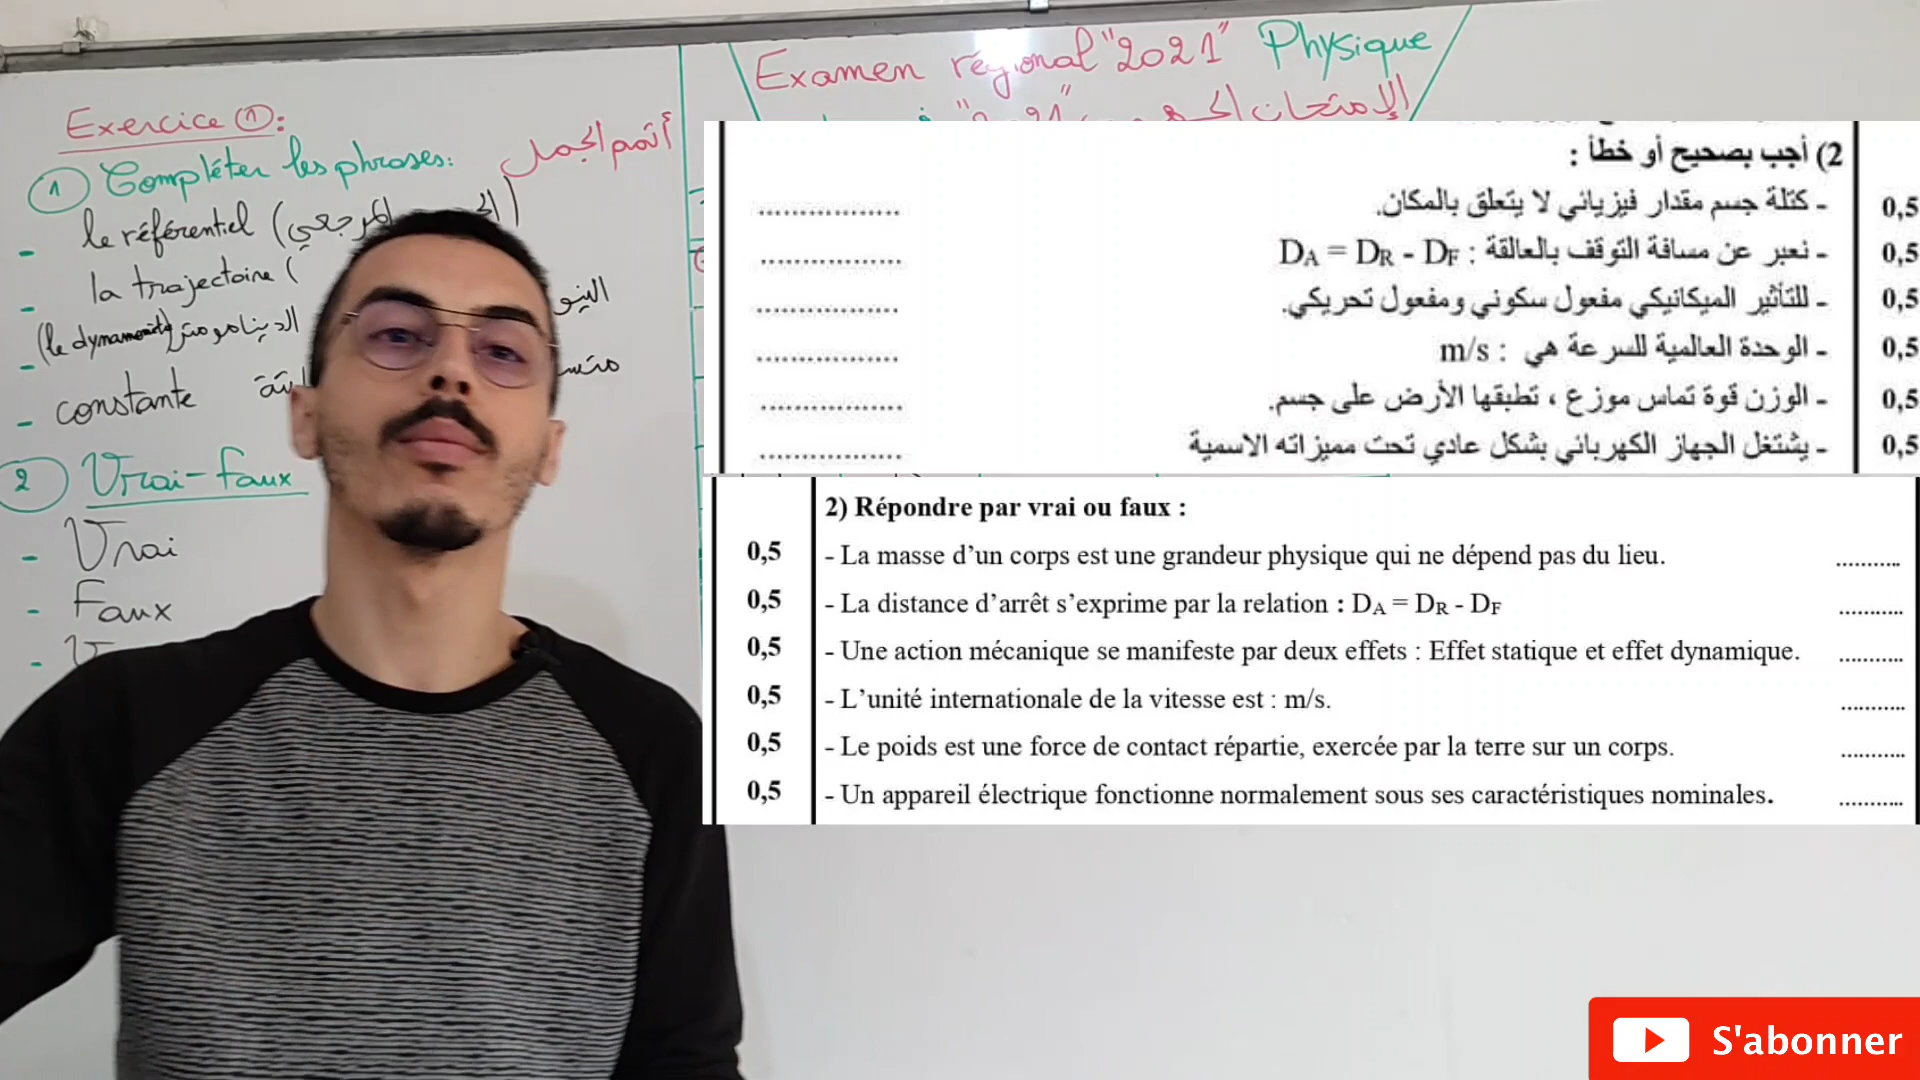 Examen régional "2021" Physique
Exercice ①:
أتمم الجمل
① Compléter les phrases:
- le référentiel (
- la trajectoire (
(le dynamomètre) الدينامومتر
- constante
② Vrai-faux
- Vrai
- Faux
2) أجب بصحيح أو خطأ :
0,5 - كتلة جسم مقدار فيزيائي لا يتعلق بالمكان. ..................
0,5 - نعبر عن مسافة التوقف بالعالقة : DA = DR - DF ..................
0,5 - للتأثير الميكانيكي مفعول سكوني ومفعول تحريكي. ..................
0,5 - الوحدة العالمية للسرعة هي : m/s ..................
0,5 - الوزن قوة تماس موزع ، تطبقها الأرض على جسم. ..................
0,5 - يشتغل الجهاز الكهربائي بشكل عادي تحت مميزاته الاسمية ..................
2) Répondre par vrai ou faux :
0,5 - La masse d’un corps est une grandeur physique qui ne dépend pas du lieu. ...........
0,5 - La distance d’arrêt s’exprime par la relation : DA = DR - DF ...........
0,5 - Une action mécanique se manifeste par deux effets : Effet statique et effet dynamique. ...........
0,5 - L’unité internationale de la vitesse est : m/s. ...........
0,5 - Le poids est une force de contact répartie, exercée par la terre sur un corps. ...........
0,5 - Un appareil électrique fonctionne normalement sous ses caractéristiques nominales. ...........
S'abonner